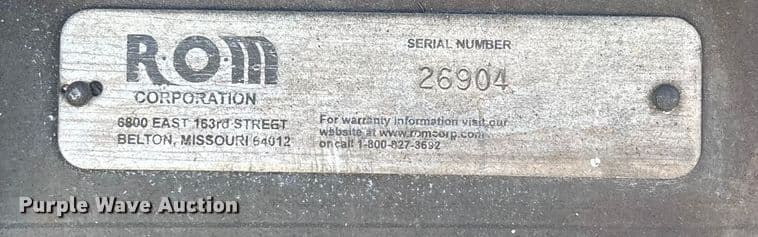 R·O·M
CORPORATION
6800 EAST 163rd STREET
BELTON, MISSOURI 64012
SERIAL NUMBER
26904
For warranty information visit our
website at www.romcorp.com
or call 1-800-827-3692
Purple Wave Auction